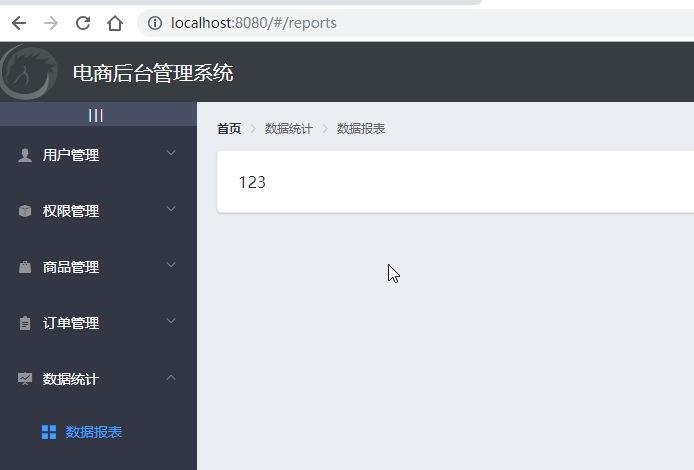 localhost:8080/#/reports
电商后台管理系统
|||
首页 数据统计 数据报表
用户管理
123
权限管理
商品管理
订单管理
数据统计
数据报表